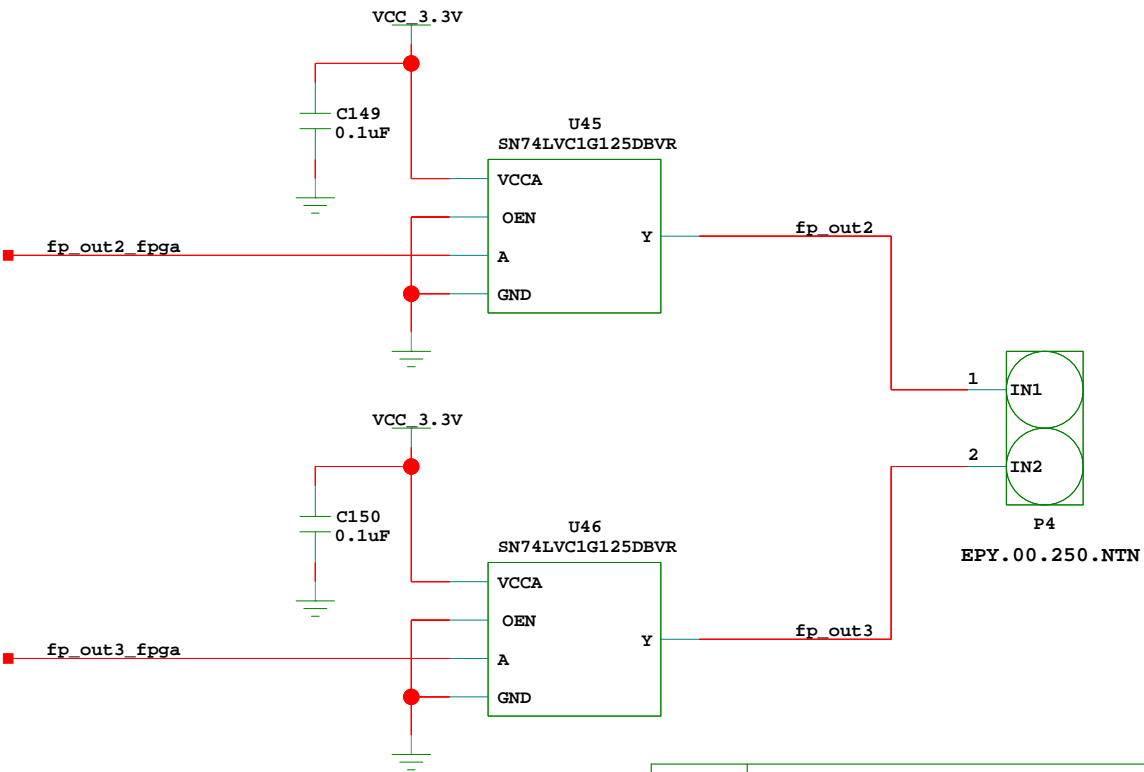 VCC_3.3V
C149
0.1uF
U45
SN74LVC1G125DBVR
VCCA
OEN
Y
fp_out2
fp_out2_fpga
A
GND
1
IN1
VCC_3.3V
2
IN2
C150
0.1uF
P4
EPY.00.250.NTN
U46
SN74LVC1G125DBVR
VCCA
OEN
Y
fp_out3
fp_out3_fpga
A
GND